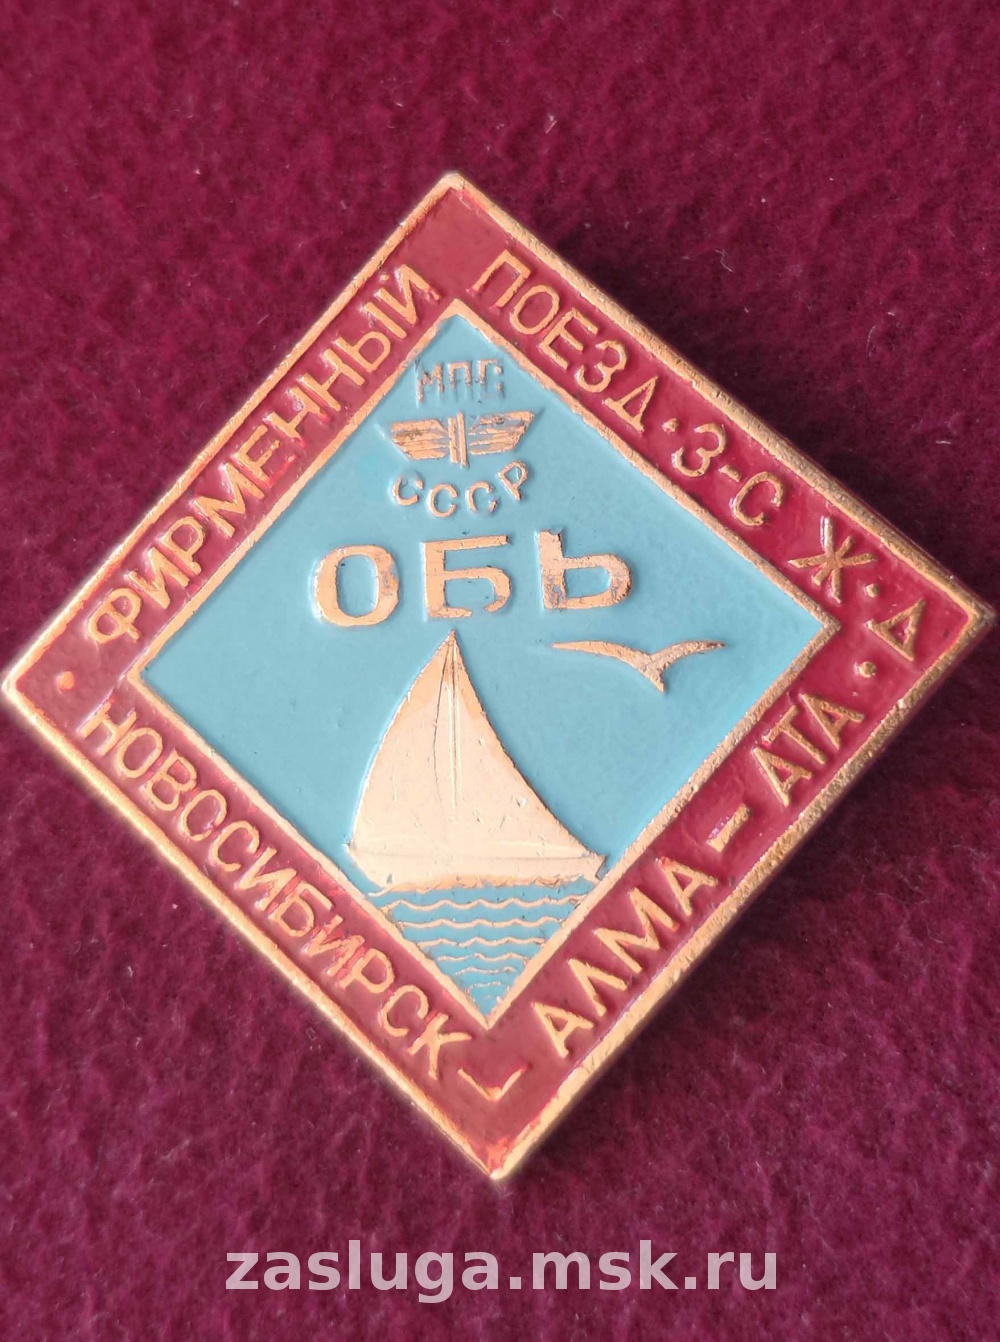 ФИРМЕННЫЙ
ПОЕЗД · З-С Ж·Д ·
НОВОСИБИРСК –
АЛМА – АТА ·
МПС
СССР
ОБЬ
zasluga.msk.ru